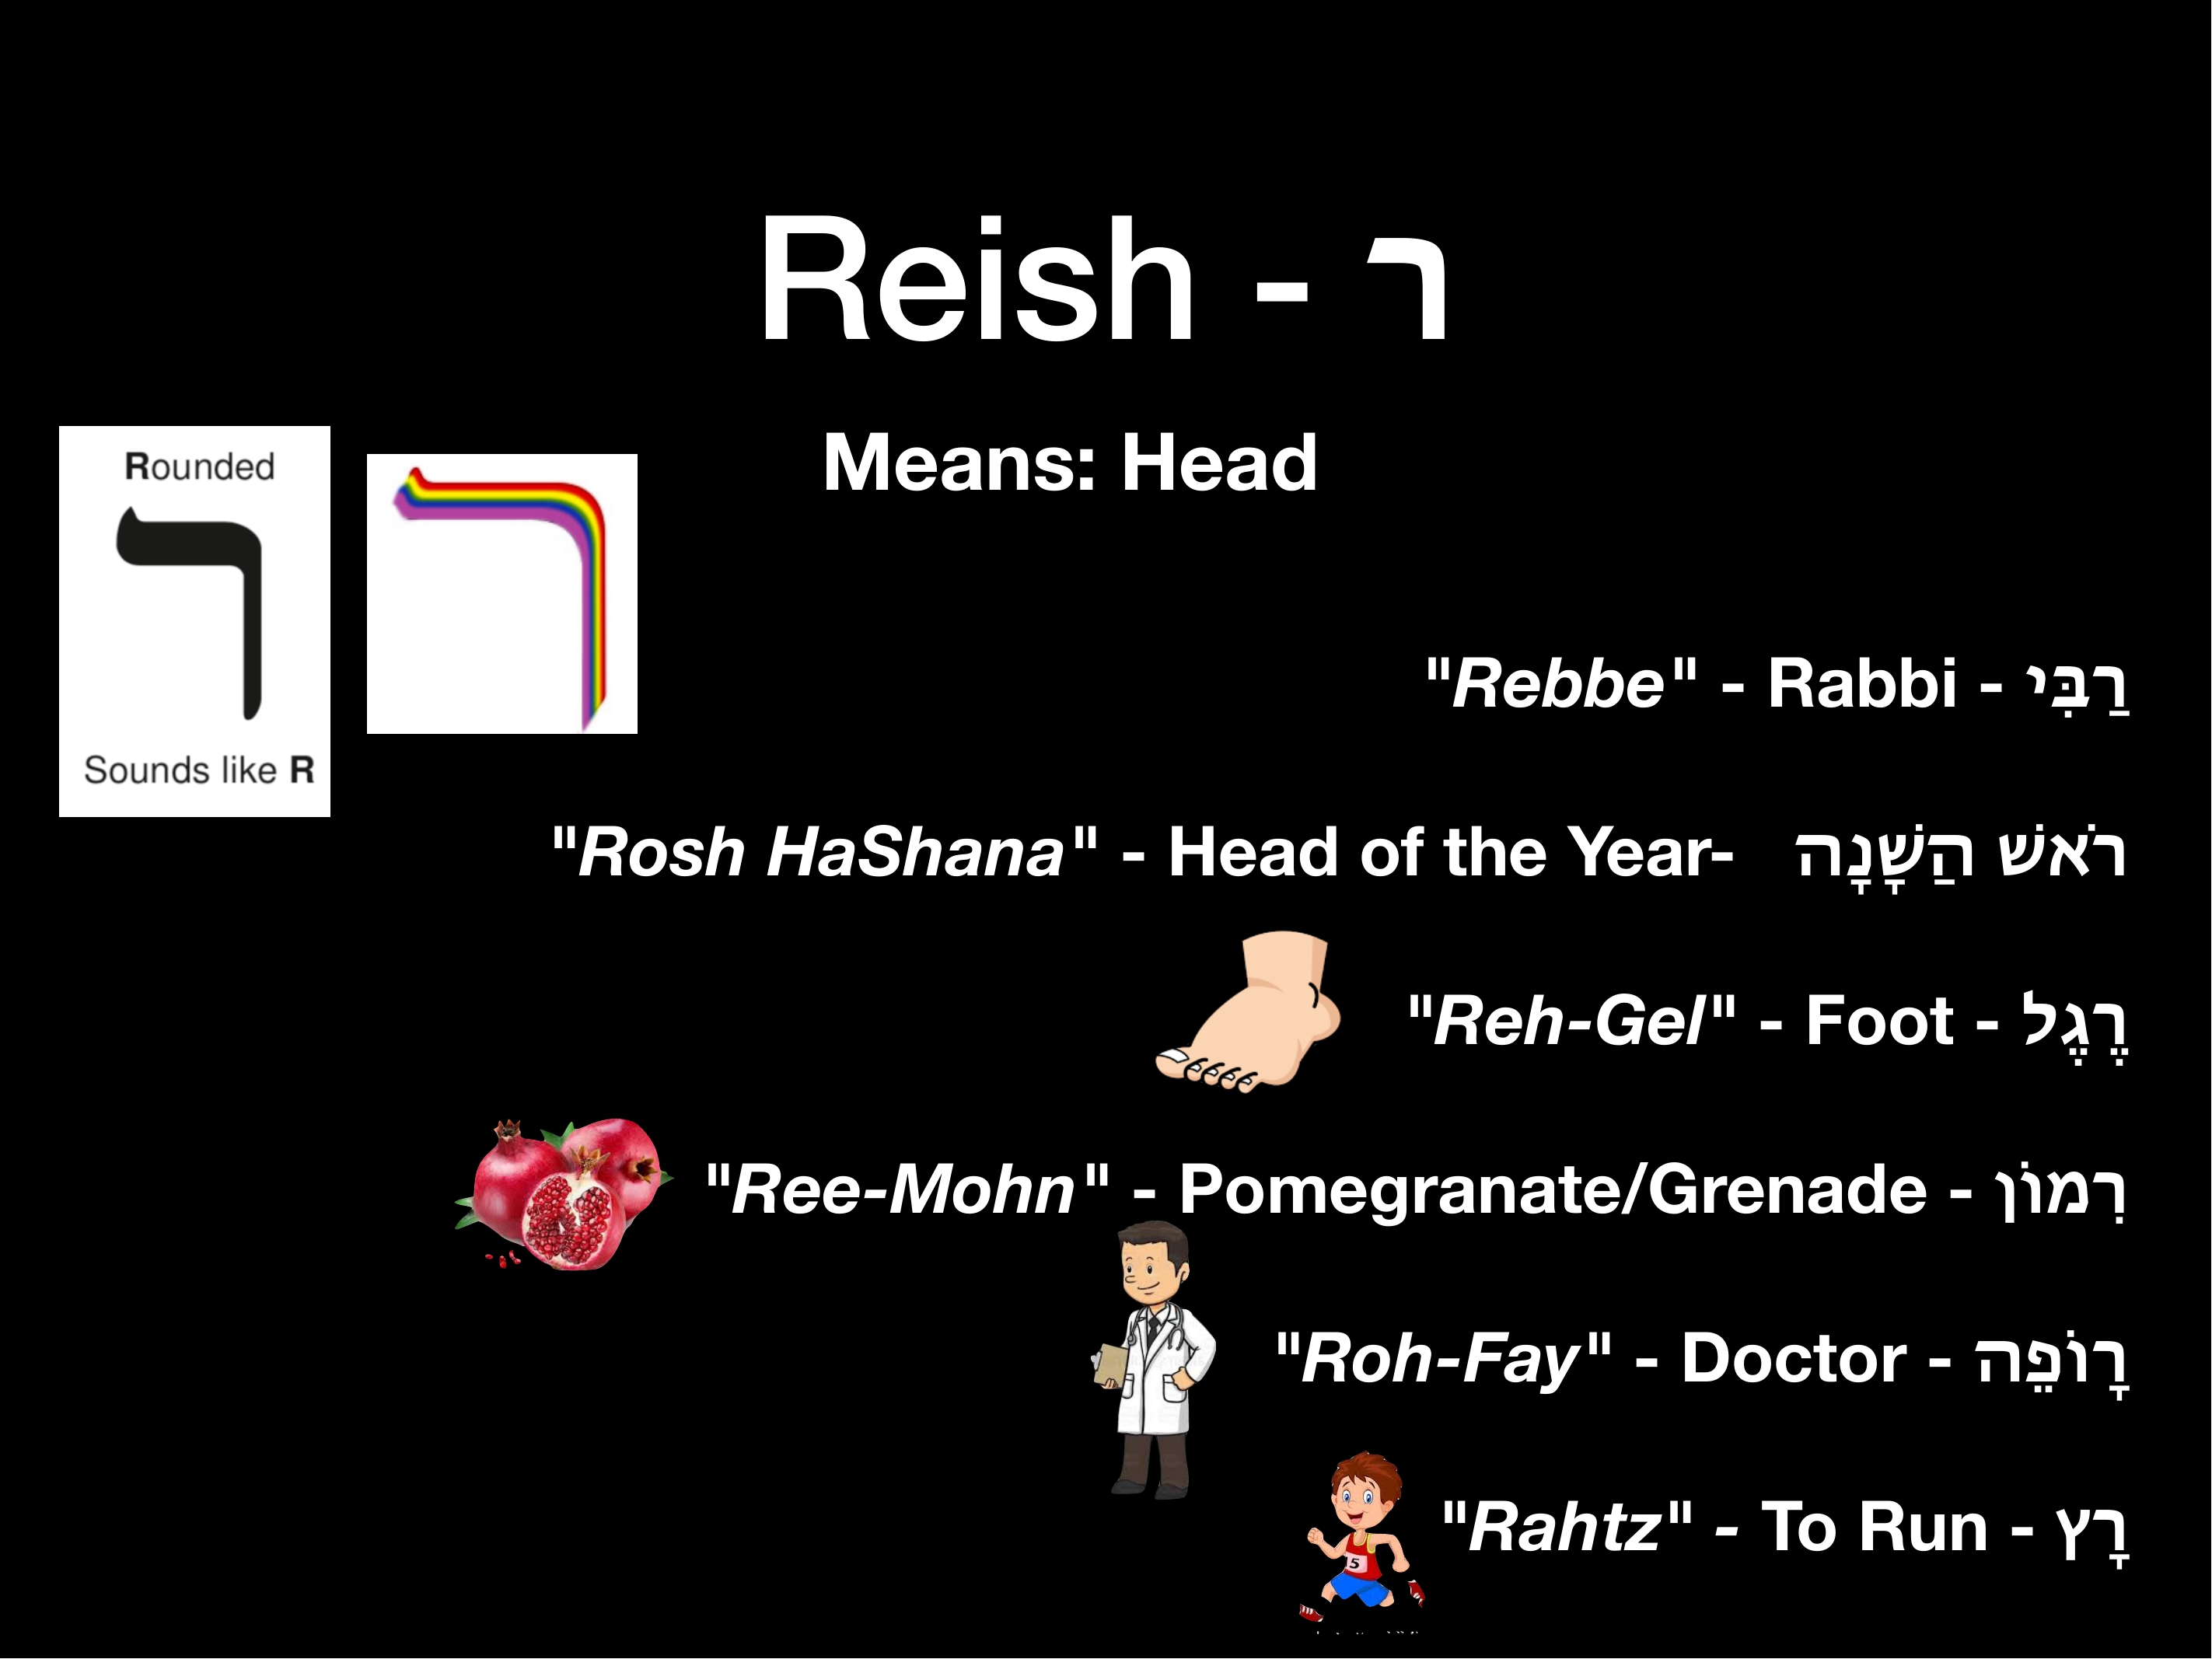 Reish - ר
Means: Head
Rounded
Sounds like R
"Rebbe" - Rabbi - רַבִּי
"Rosh HaShana" - Head of the Year- רֹאשׁ הַשָׁנָה
"Reh-Gel" - Foot - רֶגֶל
"Ree-Mohn" - Pomegranate/Grenade - רִמוֹן
"Roh-Fay" - Doctor - רָוֹפֵה
"Rahtz" - To Run - רָץ
5